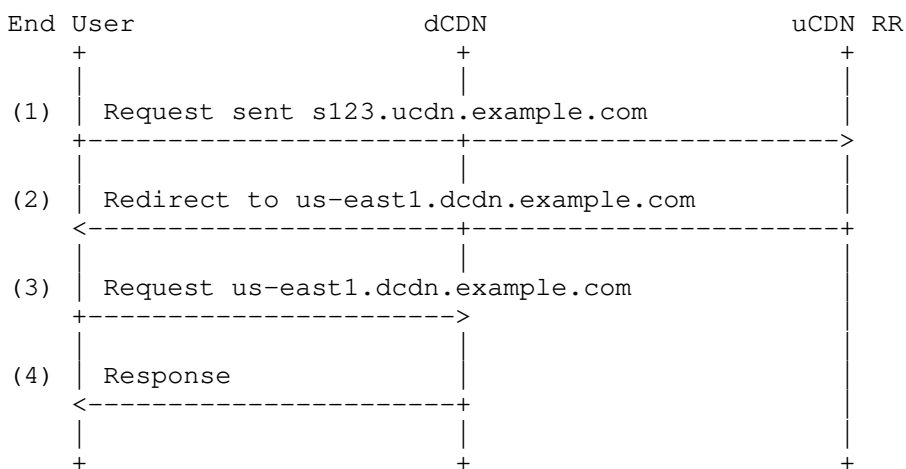 End User dCDN uCDN RR
(1) Request sent s123.ucdn.example.com
(2) Redirect to us-east1.dcdn.example.com
(3) Request us-east1.dcdn.example.com
(4) Response